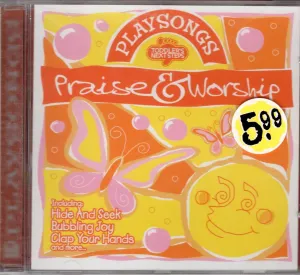 PLAYSONGS
TODDLER'S
NEXT STEPS
Praise & Worship
5.99
Including:
Hide And Seek
Bubbling Joy
Clap Your Hands
and more...
PLAYSONGS